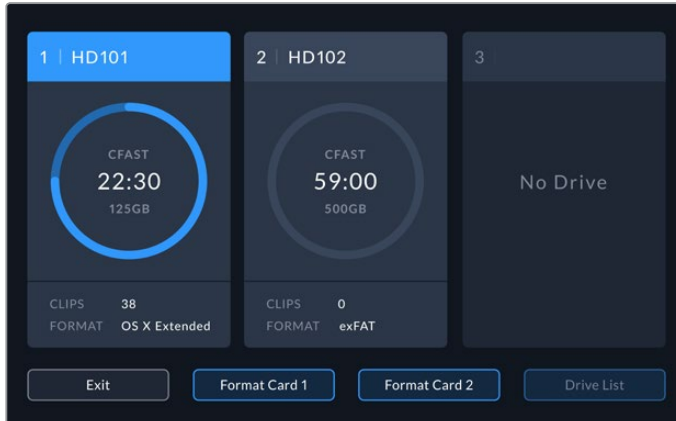 1 | HD101
CFAST
22:30
125GB
CLIPS 38
FORMAT OS X Extended
2 | HD102
CFAST
59:00
500GB
CLIPS 0
FORMAT exFAT
3
No Drive
Exit
Format Card 1
Format Card 2
Drive List